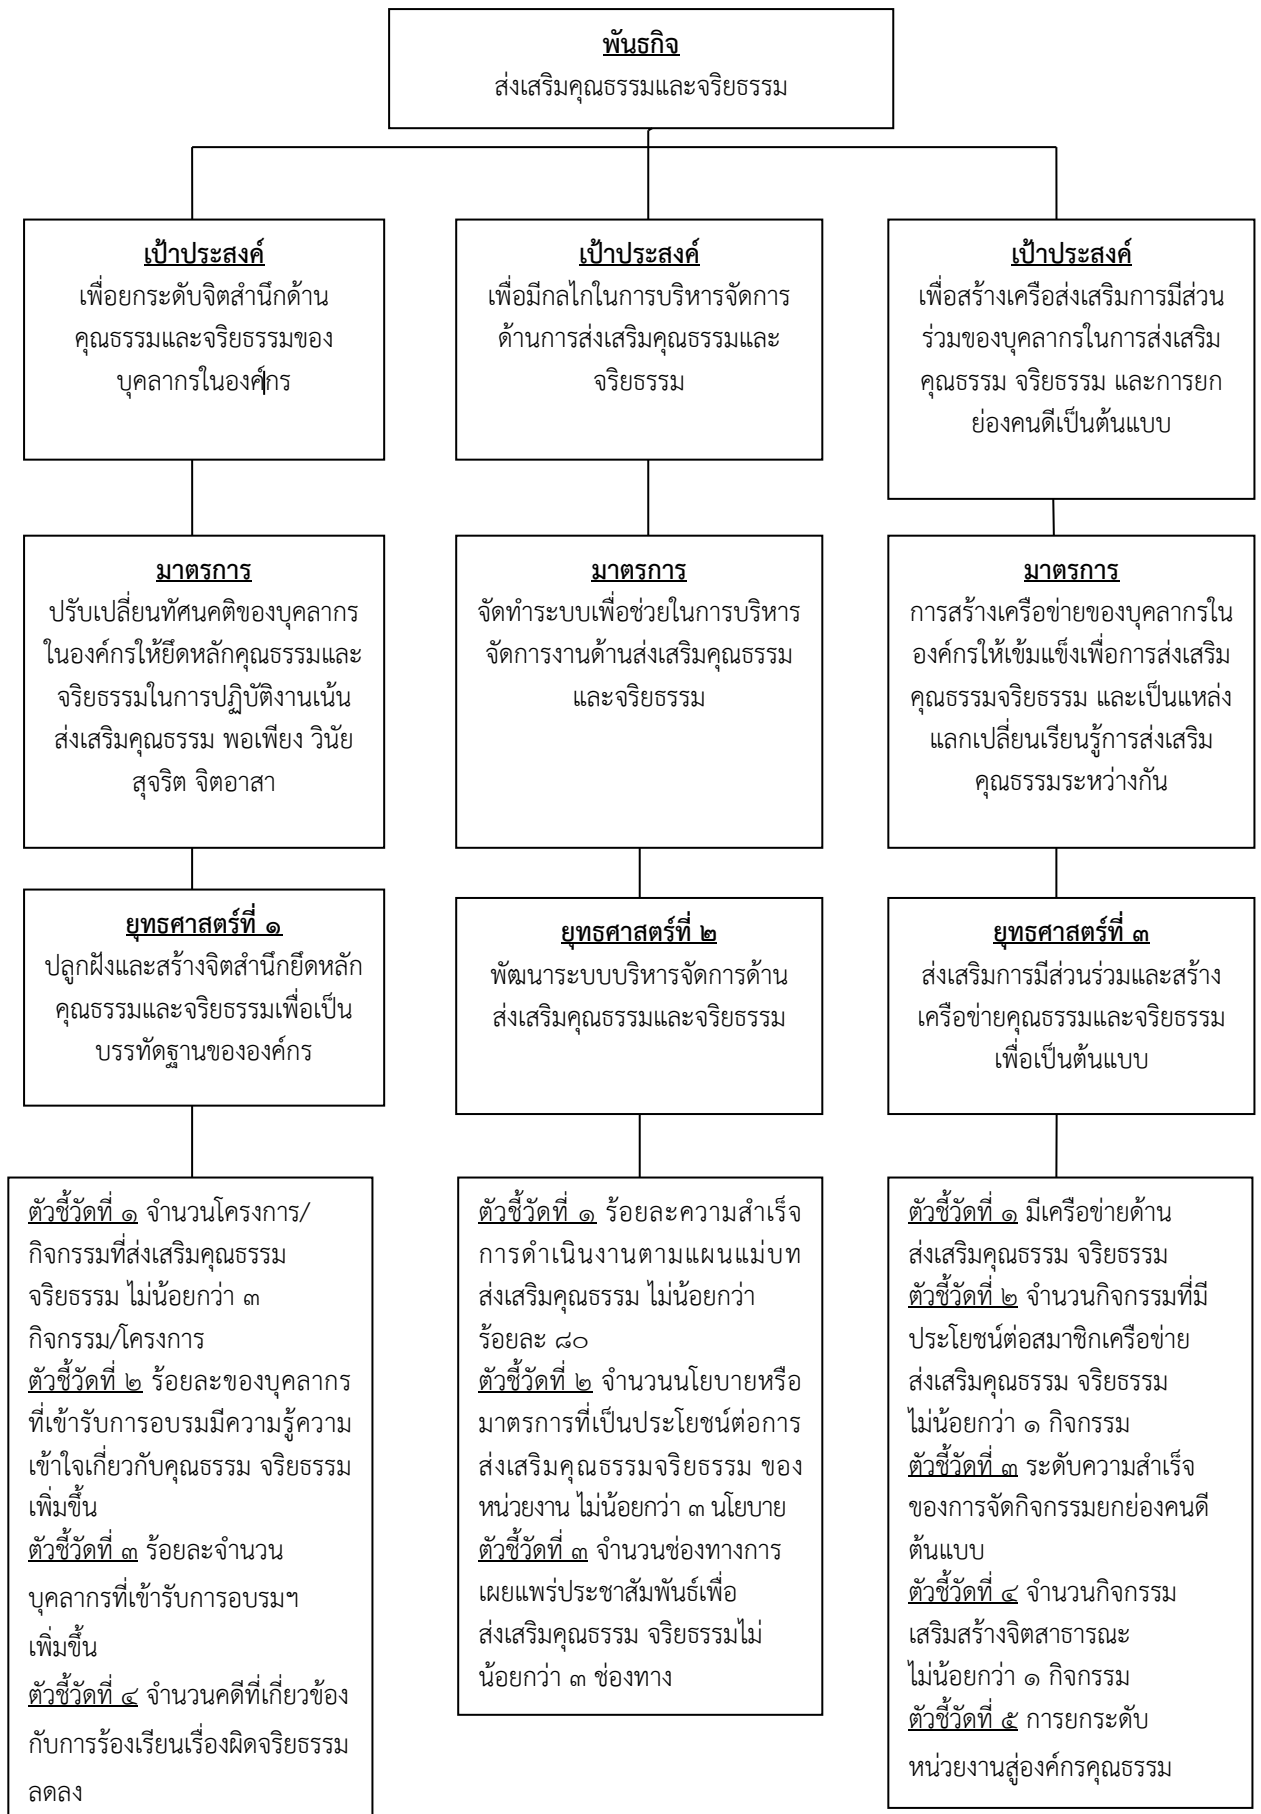 พันธกิจ
ส่งเสริมคุณธรรมและจริยธรรม
เป้าประสงค์
เพื่อยกระดับจิตสำนึกด้าน
คุณธรรมและจริยธรรมของ
บุคลากรในองค์กร
เป้าประสงค์
เพื่อมีกลไกในการบริหารจัดการ
ด้านการส่งเสริมคุณธรรมและ
จริยธรรม
เป้าประสงค์
เพื่อสร้างเครือส่งเสริมการมีส่วน
ร่วมของบุคลากรในการส่งเสริม
คุณธรรม จริยธรรม และการยก
ย่องคนดีเป็นต้นแบบ
มาตรการ
ปรับเปลี่ยนทัศนคติของบุคลากร
ในองค์กรให้ยึดหลักคุณธรรมและ
จริยธรรมในการปฏิบัติงานเน้น
ส่งเสริมคุณธรรม พอเพียง วินัย
สุจริต จิตอาสา
มาตรการ
จัดทำระบบเพื่อช่วยในการบริหาร
จัดการงานด้านส่งเสริมคุณธรรม
และจริยธรรม
มาตรการ
การสร้างเครือข่ายของบุคลากรใน
องค์กรให้เข้มแข็งเพื่อการส่งเสริม
คุณธรรมจริยธรรม และเป็นแหล่ง
แลกเปลี่ยนเรียนรู้การส่งเสริม
คุณธรรมระหว่างกัน
ยุทธศาสตร์ที่ ๑
ปลูกฝังและสร้างจิตสำนึกยึดหลัก
คุณธรรมและจริยธรรมเพื่อเป็น
บรรทัดฐานขององค์กร
ยุทธศาสตร์ที่ ๒
พัฒนาระบบบริหารจัดการด้าน
ส่งเสริมคุณธรรมและจริยธรรม
ยุทธศาสตร์ที่ ๓
ส่งเสริมการมีส่วนร่วมและสร้าง
เครือข่ายคุณธรรมและจริยธรรม
เพื่อเป็นต้นแบบ
ตัวชี้วัดที่ ๑ จำนวนโครงการ/
กิจกรรมที่ส่งเสริมคุณธรรม
จริยธรรม ไม่น้อยกว่า ๓
กิจกรรม/โครงการ
ตัวชี้วัดที่ ๒ ร้อยละของบุคลากร
ที่เข้ารับการอบรมมีความรู้ความ
เข้าใจเกี่ยวกับคุณธรรม จริยธรรม
เพิ่มขึ้น
ตัวชี้วัดที่ ๓ ร้อยละจำนวน
บุคลากรที่เข้ารับการอบรมฯ
เพิ่มขึ้น
ตัวชี้วัดที่ ๔ จำนวนคดีที่เกี่ยวข้อง
กับการร้องเรียนเรื่องผิดจริยธรรม
ลดลง
ตัวชี้วัดที่ ๑ ร้อยละความสำเร็จ
การดำเนินงานตามแผนแม่บท
ส่งเสริมคุณธรรม ไม่น้อยกว่า
ร้อยละ ๘๐
ตัวชี้วัดที่ ๒ จำนวนนโยบายหรือ
มาตรการที่เป็นประโยชน์ต่อการ
ส่งเสริมคุณธรรมจริยธรรม ของ
หน่วยงาน ไม่น้อยกว่า ๓ นโยบาย
ตัวชี้วัดที่ ๓ จำนวนช่องทางการ
เผยแพร่ประชาสัมพันธ์เพื่อ
ส่งเสริมคุณธรรม จริยธรรมไม่
น้อยกว่า ๓ ช่องทาง
ตัวชี้วัดที่ ๑ มีเครือข่ายด้าน
ส่งเสริมคุณธรรม จริยธรรม
ตัวชี้วัดที่ ๒ จำนวนกิจกรรมที่มี
ประโยชน์ต่อสมาชิกเครือข่าย
ส่งเสริมคุณธรรม จริยธรรม
ไม่น้อยกว่า ๑ กิจกรรม
ตัวชี้วัดที่ ๓ ระดับความสำเร็จ
ของการจัดกิจกรรมยกย่องคนดี
ต้นแบบ
ตัวชี้วัดที่ ๔ จำนวนกิจกรรม
เสริมสร้างจิตสาธารณะ
ไม่น้อยกว่า ๑ กิจกรรม
ตัวชี้วัดที่ ๕ การยกระดับ
หน่วยงานสู่องค์กรคุณธรรม